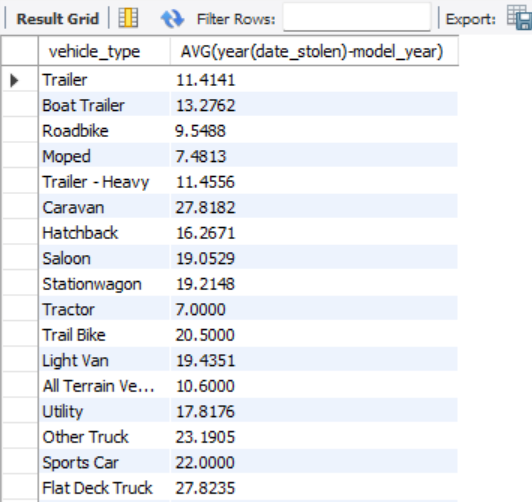 Result Grid Filter Rows: Export:
vehicle_type AVG(year(date_stolen)-model_year)
Trailer 11.4141
Boat Trailer 13.2762
Roadbike 9.5488
Moped 7.4813
Trailer - Heavy 11.4556
Caravan 27.8182
Hatchback 16.2671
Saloon 19.0529
Stationwagon 19.2148
Tractor 7.0000
Trail Bike 20.5000
Light Van 19.4351
All Terrain Ve... 10.6000
Utility 17.8176
Other Truck 23.1905
Sports Car 22.0000
Flat Deck Truck 27.8235